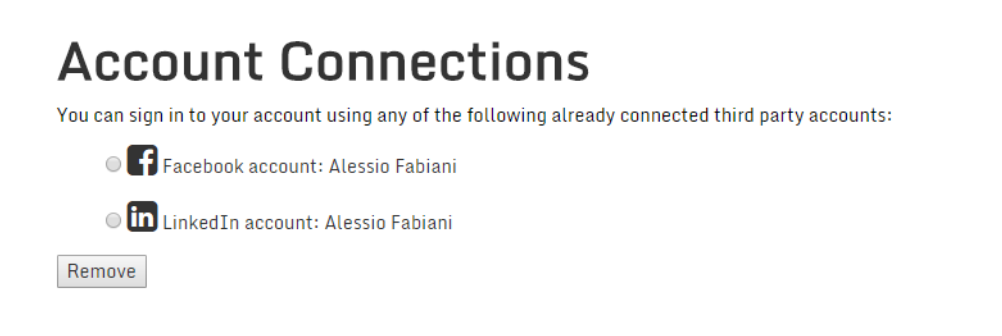 Account Connections
You can sign in to your account using any of the following already connected third party accounts:
Facebook account: Alessio Fabiani
in LinkedIn account: Alessio Fabiani
Remove